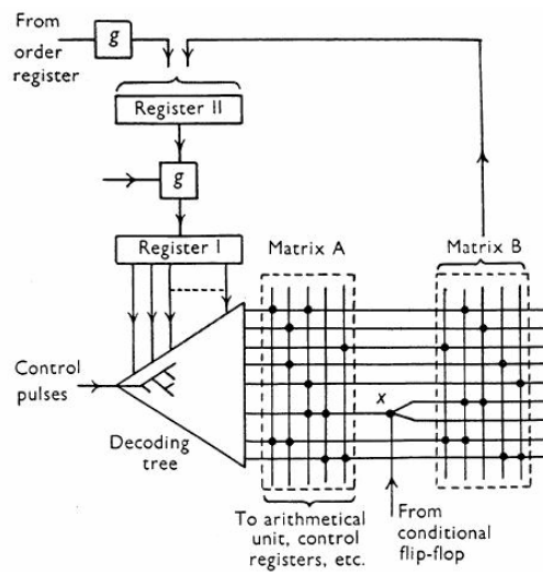 From
order
register
g
Register II
g
Register I
Matrix A
Matrix B
Control
pulses
Decoding
tree
x
To arithmetical
unit, control
registers, etc.
From
conditional
flip-flop